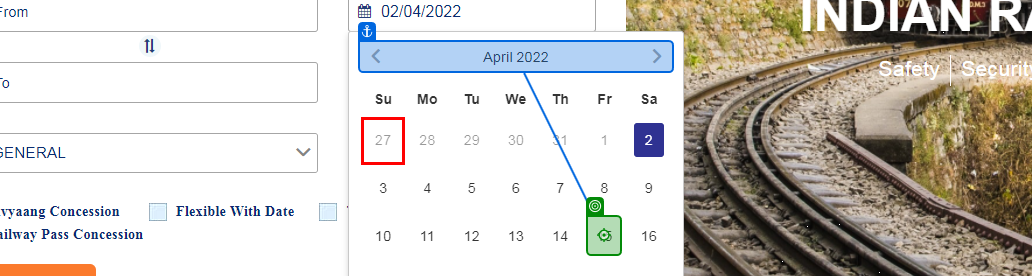 From
02/04/2022
INDIAN RA
April 2022
Safety Security
To
Su Mo Tu We Th Fr Sa
27 28 29 30 31 1 2
GENERAL
3 4 5 6 7 8 9
vyaang Concession Flexible With Date
10 11 12 13 14 16
ailway Pass Concession